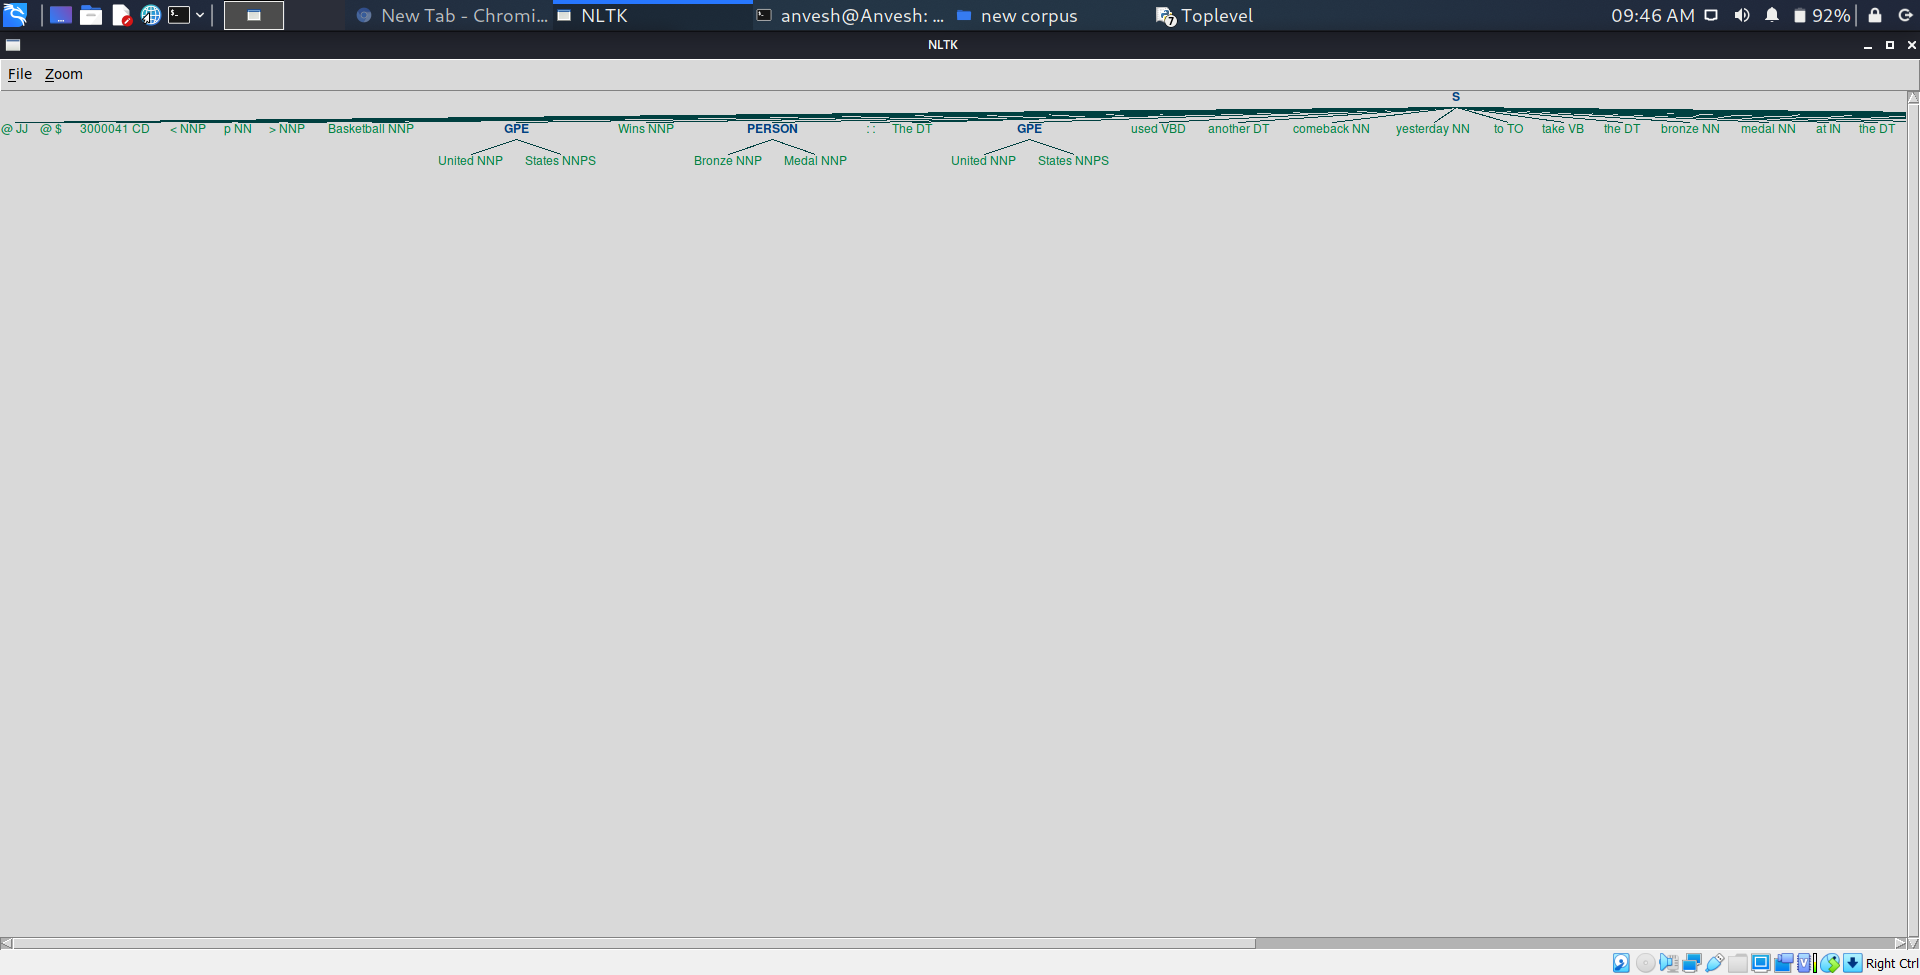 New Tab - Chromi... NLTK anvesh@Anvesh: ... new corpus 7 Toplevel 09:46 AM 92%
NLTK
File Zoom
S
@ JJ @ $ 3000041 CD < NNP p NN > NNP Basketball NNP GPE Wins NNP PERSON : : The DT GPE used VBD another DT comeback NN yesterday NN to TO take VB the DT bronze NN medal NN at IN the DT
United NNP States NNPS Bronze NNP Medal NNP United NNP States NNPS
Right Ctrl